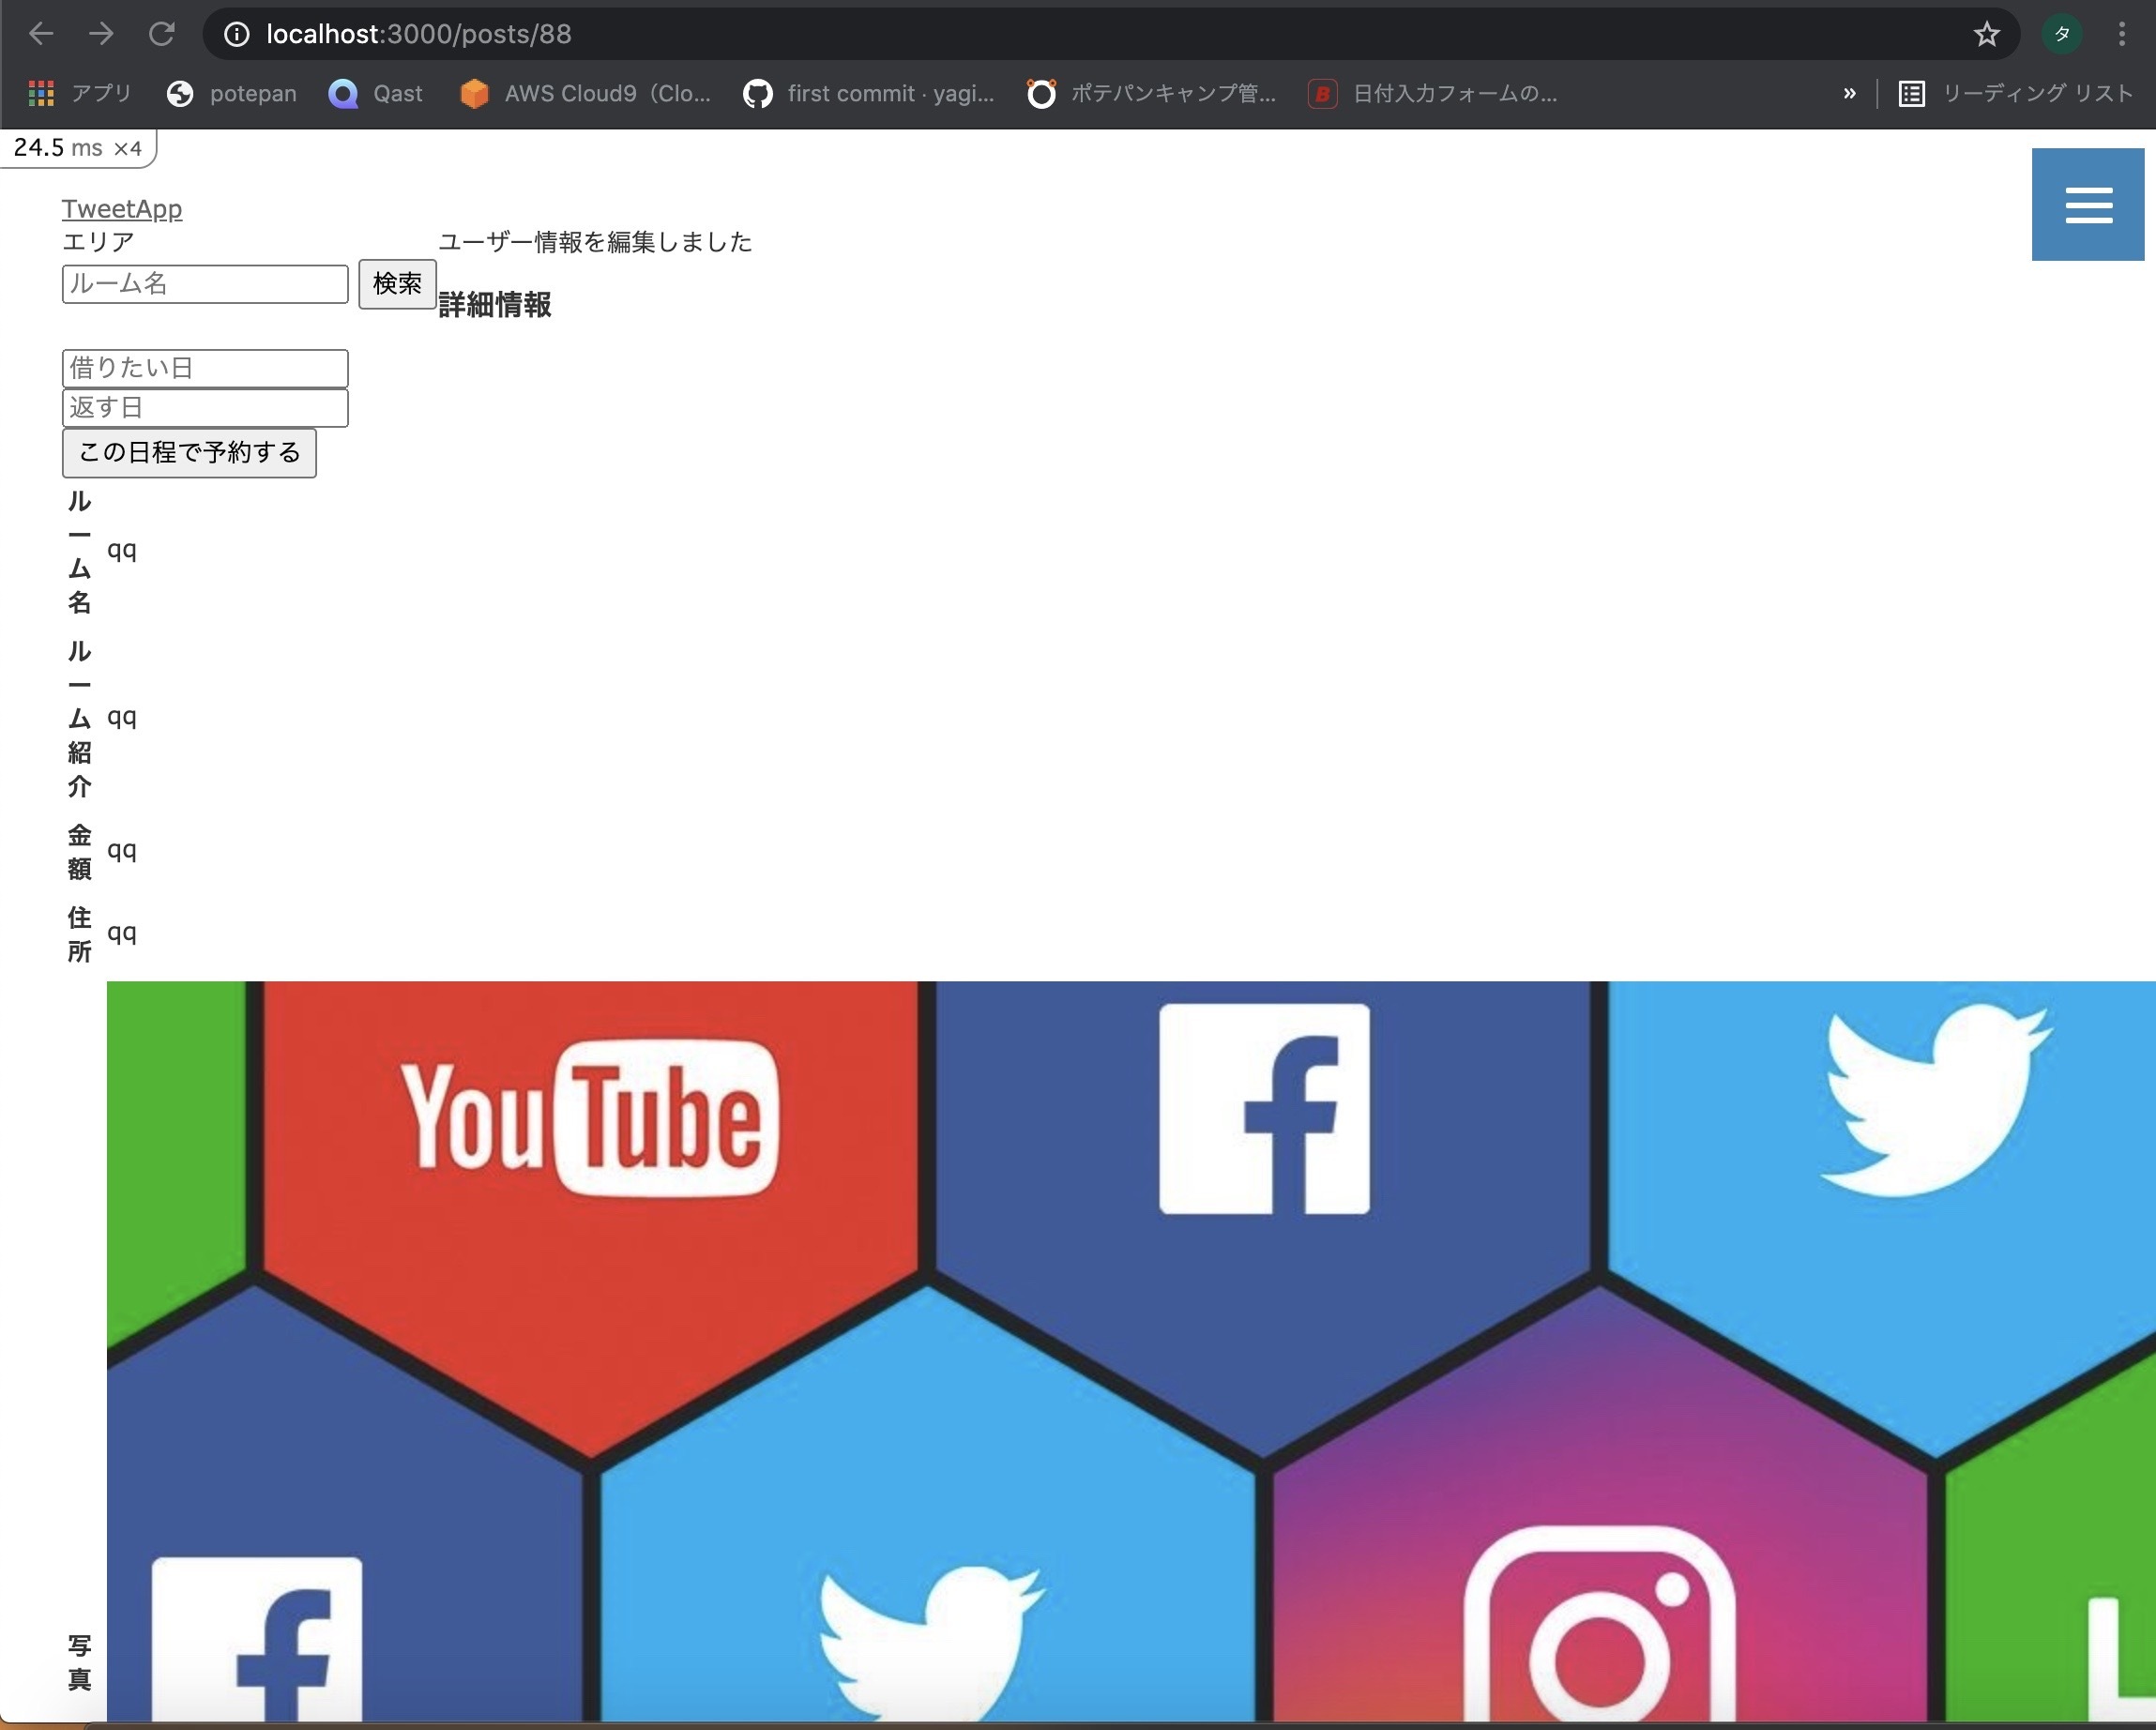 localhost:3000/posts/88
タ
アプリ
potepan
Qast
AWS Cloud9（Clo...
first commit · yagi...
ポテパンキャンプ管...
B
日付入力フォームの...
»
リーディング リスト
24.5 ms ×4
TweetApp
エリア
ユーザー情報を編集しました
ルーム名
検索
詳細情報
借りたい日
返す日
この日程で予約する
ルーム名
qq
ルーム紹介
qq
金額
qq
住所
qq
YouTube
f
f
L
写真